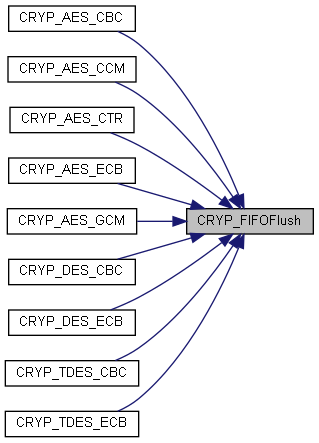 CRYP_AES_CBC
CRYP_AES_CCM
CRYP_AES_CTR
CRYP_AES_ECB
CRYP_AES_GCM
CRYP_FIFOFlush
CRYP_DES_CBC
CRYP_DES_ECB
CRYP_TDES_CBC
CRYP_TDES_ECB